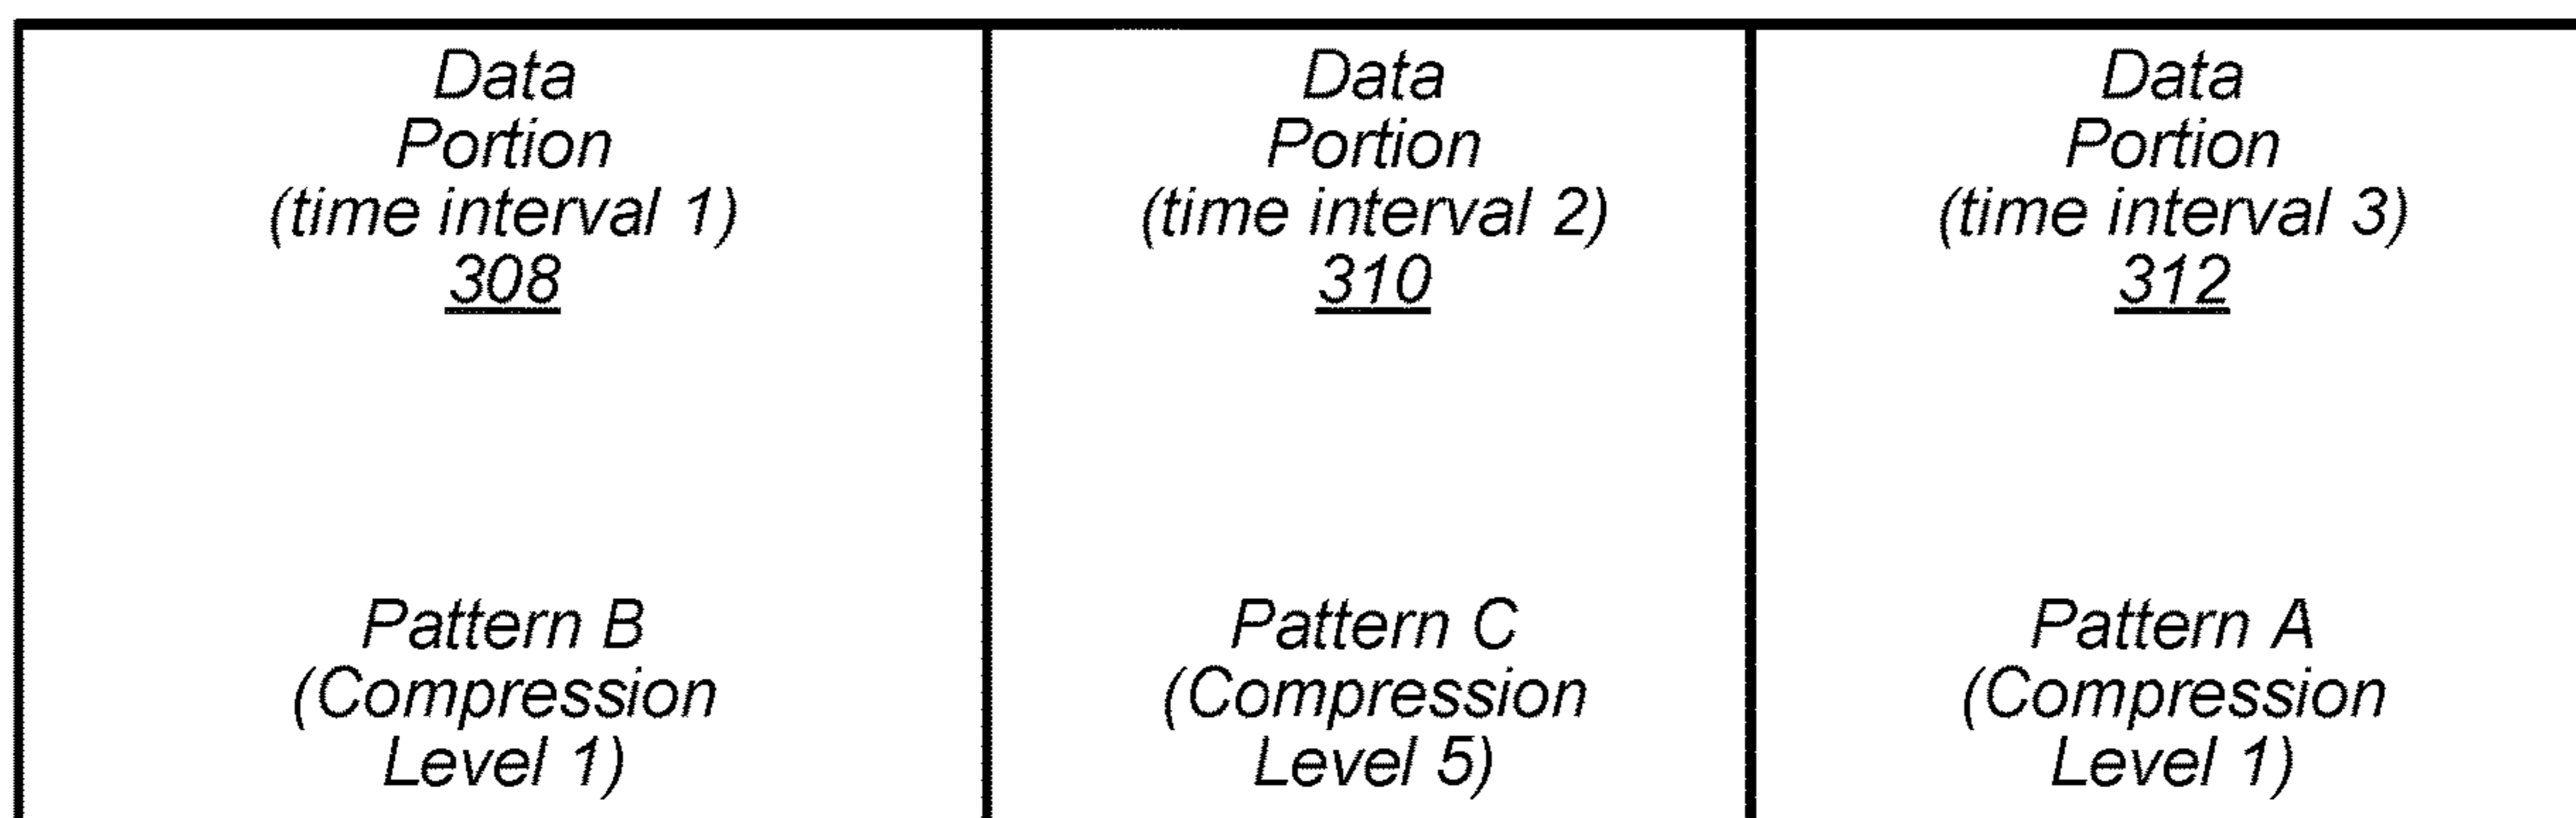 Data
Portion
(time interval 1)
308
Pattern B
(Compression
Level 1)
Data
Portion
(time interval 2)
310
Pattern C
(Compression
Level 5)
Data
Portion
(time interval 3)
312
Pattern A
(Compression
Level 1)